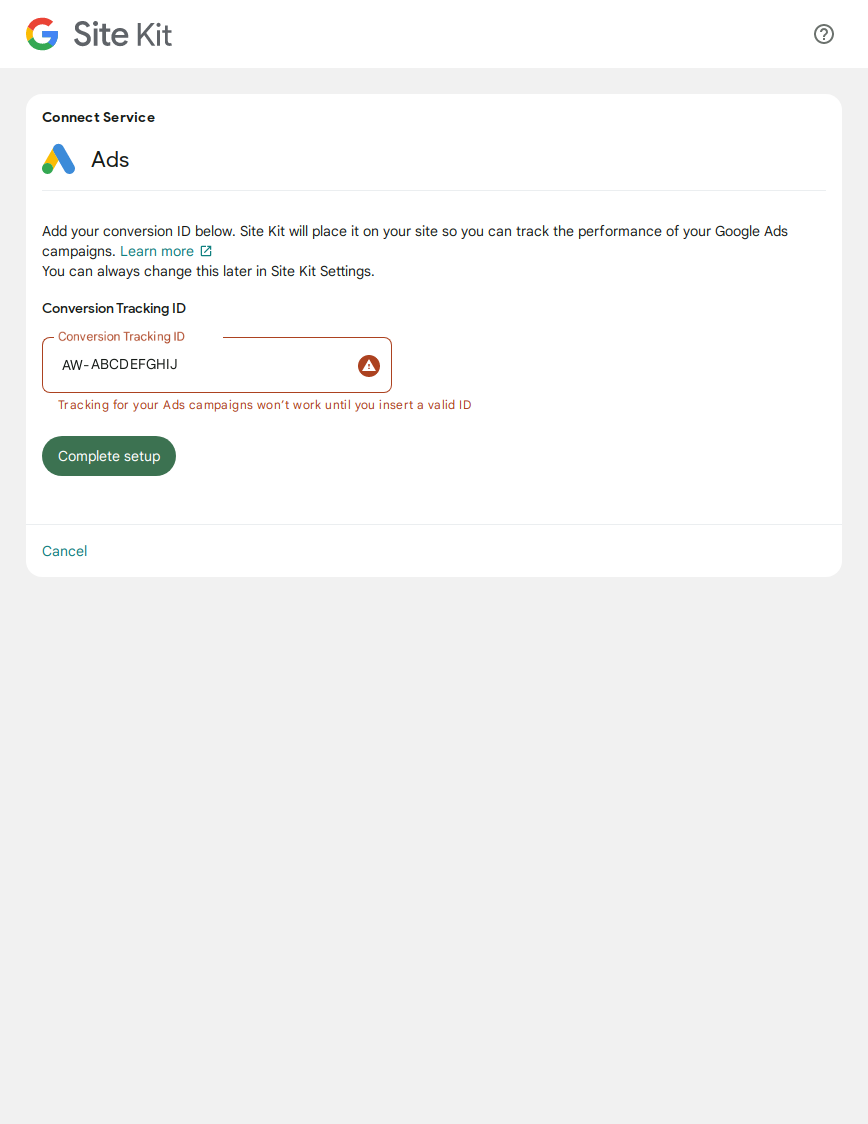 Site Kit
Connect Service
Ads
Add your conversion ID below. Site Kit will place it on your site so you can track the performance of your Google Ads
campaigns. Learn more
You can always change this later in Site Kit Settings.
Conversion Tracking ID
Conversion Tracking ID
AW-ABCDEFGHIJ
Tracking for your Ads campaigns won’t work until you insert a valid ID
Complete setup
Cancel